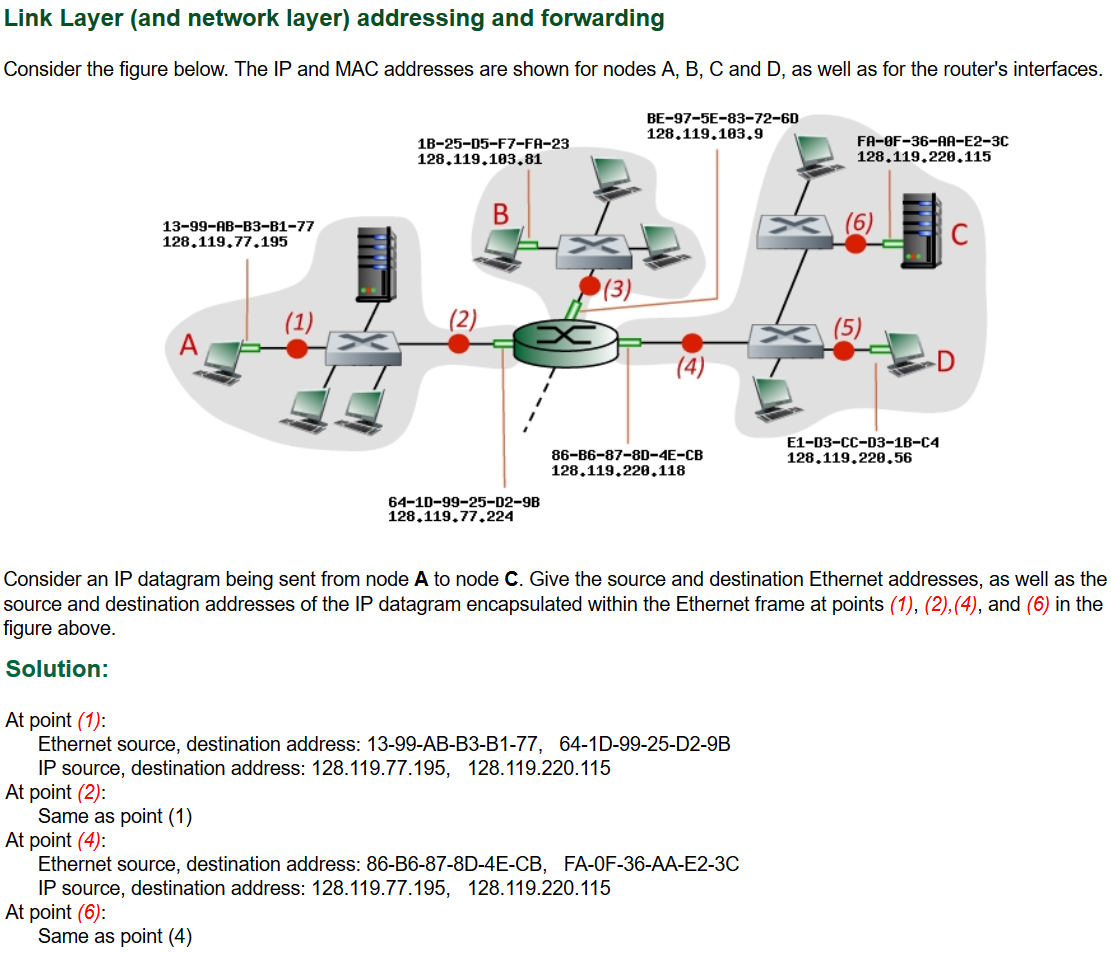 Link Layer (and network layer) addressing and forwarding
Consider the figure below. The IP and MAC addresses are shown for nodes A, B, C and D, as well as for the router's interfaces.
BE-97-5E-83-72-6D
128.119.103.9
1B-25-D5-F7-FA-23
128.119.103.81
FA-0F-36-AA-E2-3C
128.119.220.115
13-99-AB-B3-B1-77
128.119.77.195
B
(6)
C
(3)
(1)
(2)
(5)
A
(4)
D
E1-D3-CC-D3-1B-C4
128.119.220.56
86-B6-87-8D-4E-CB
128.119.220.118
64-1D-99-25-D2-9B
128.119.77.224
Consider an IP datagram being sent from node A to node C. Give the source and destination Ethernet addresses, as well as the
source and destination addresses of the IP datagram encapsulated within the Ethernet frame at points (1), (2),(4), and (6) in the
figure above.
Solution:
At point (1):
Ethernet source, destination address: 13-99-AB-B3-B1-77, 64-1D-99-25-D2-9B
IP source, destination address: 128.119.77.195, 128.119.220.115
At point (2):
Same as point (1)
At point (4):
Ethernet source, destination address: 86-B6-87-8D-4E-CB, FA-0F-36-AA-E2-3C
IP source, destination address: 128.119.77.195, 128.119.220.115
At point (6):
Same as point (4)